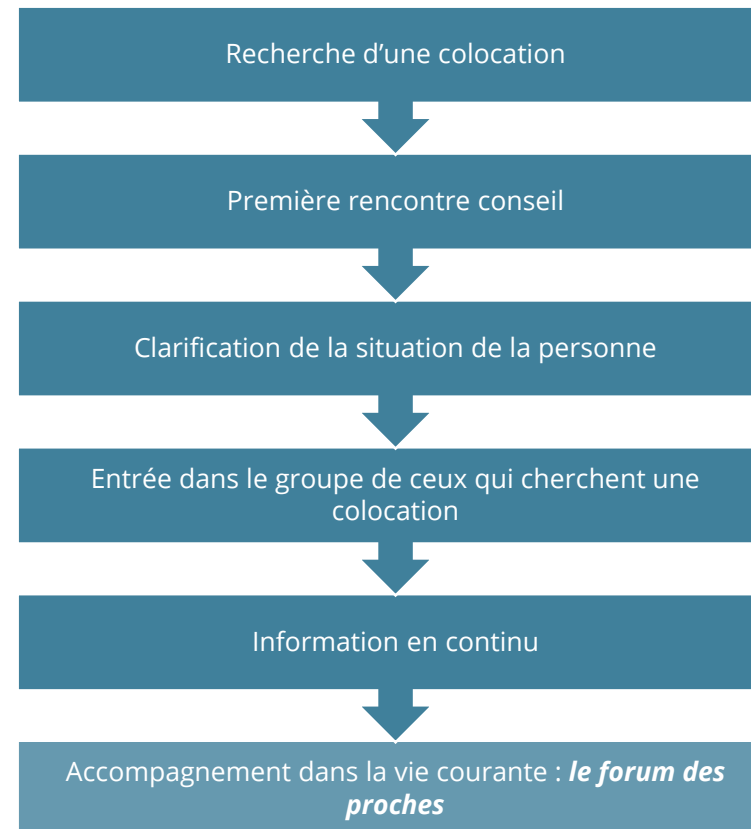 Recherche d’une colocation
Première rencontre conseil
Clarification de la situation de la personne
Entrée dans le groupe de ceux qui cherchent une
colocation
Information en continu
Accompagnement dans la vie courante : le forum des
proches